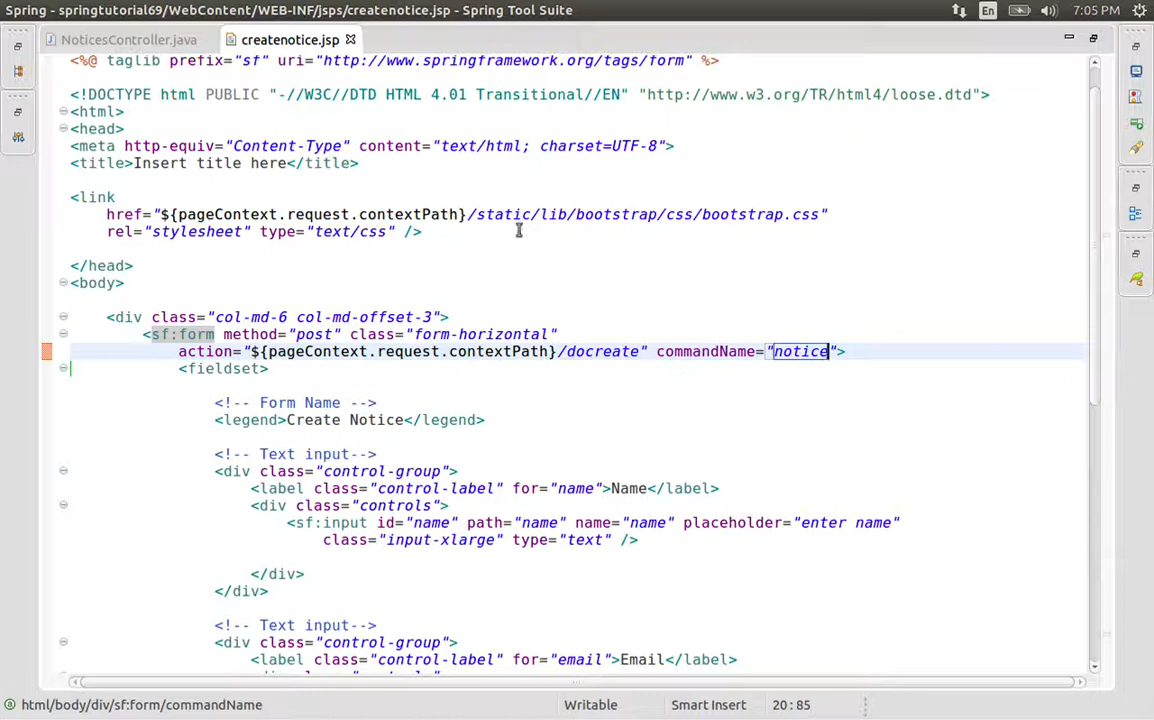 Spring - springtutorial69/WebContent/WEB-INF/jsps/createnotice.jsp - Spring Tool Suite
En
7:05 PM
NoticesController.java
createnotice.jsp
<%@ taglib prefix="sf" uri="http://www.springframework.org/tags/form" %>
<!DOCTYPE html PUBLIC "-//W3C//DTD HTML 4.01 Transitional//EN" "http://www.w3.org/TR/html4/loose.dtd">
<html>
<head>
<meta http-equiv="Content-Type" content="text/html; charset=UTF-8">
<title>Insert title here</title>
<link
href="${pageContext.request.contextPath}/static/lib/bootstrap/css/bootstrap.css"
rel="stylesheet" type="text/css" />
</head>
<body>
<div class="col-md-6 col-md-offset-3">
<sf:form method="post" class="form-horizontal"
action="${pageContext.request.contextPath}/docreate" commandName="notice">
<fieldset>
<!-- Form Name -->
<legend>Create Notice</legend>
<!-- Text input-->
<div class="control-group">
<label class="control-label" for="name">Name</label>
<div class="controls">
<sf:input id="name" path="name" name="name" placeholder="enter name"
class="input-xlarge" type="text" />
</div>
</div>
<!-- Text input-->
<div class="control-group">
<label class="control-label" for="email">Email</label>
html/body/div/sf:form/commandName
Writable
Smart Insert
20 : 85